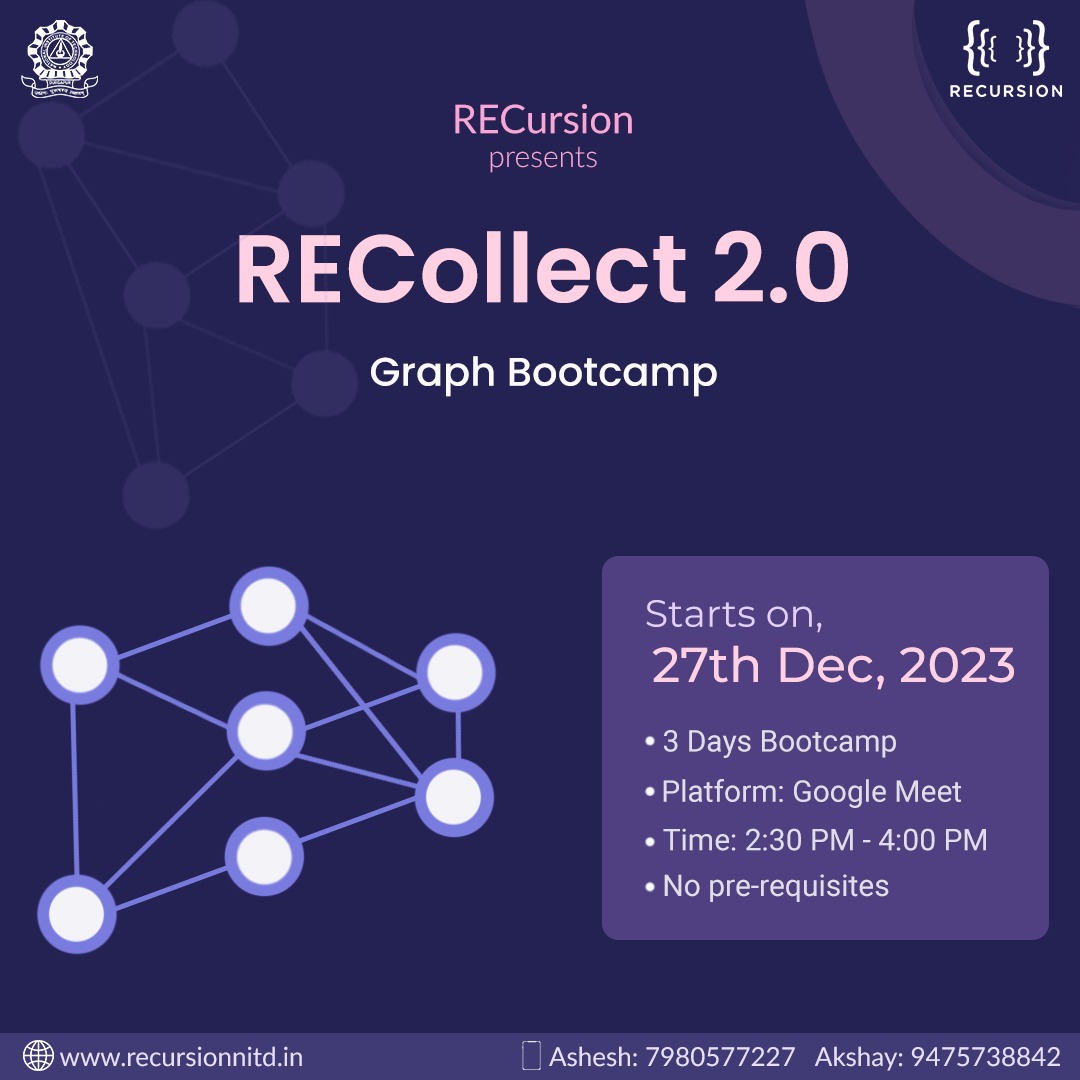 RECURSION
RECursion
presents
RECollect 2.0
Graph Bootcamp
Starts on,
27th Dec, 2023
• 3 Days Bootcamp
• Platform: Google Meet
• Time: 2:30 PM - 4:00 PM
• No pre-requisites
www.recursionnitd.in
Ashesh: 7980577227 Akshay: 9475738842